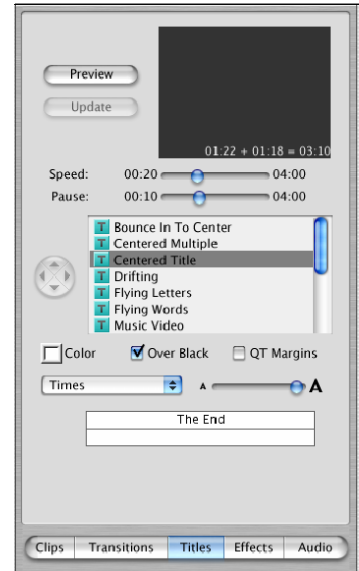 Preview
Update
01:22 + 01:18 = 03:10
Speed: 00:20 04:00
Pause: 00:10 04:00
Bounce In To Center
Centered Multiple
Centered Title
Drifting
Flying Letters
Flying Words
Music Video
Color Over Black QT Margins
Times A A
The End
Clips Transitions Titles Effects Audio